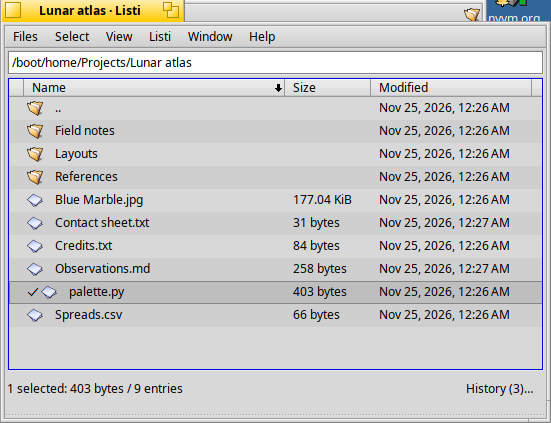 Lunar atlas · Listi
nyym.org
Files Select View Listi Window Help
/boot/home/Projects/Lunar atlas
Name Size Modified
.. Nov 25, 2026, 12:26 AM
Field notes Nov 25, 2026, 12:26 AM
Layouts Nov 25, 2026, 12:26 AM
References Nov 25, 2026, 12:26 AM
Blue Marble.jpg 177.04 KiB Nov 25, 2026, 12:26 AM
Contact sheet.txt 31 bytes Nov 25, 2026, 12:27 AM
Credits.txt 84 bytes Nov 25, 2026, 12:26 AM
Observations.md 258 bytes Nov 25, 2026, 12:27 AM
palette.py 403 bytes Nov 25, 2026, 12:26 AM
Spreads.csv 66 bytes Nov 25, 2026, 12:26 AM
1 selected: 403 bytes / 9 entries History (3)...